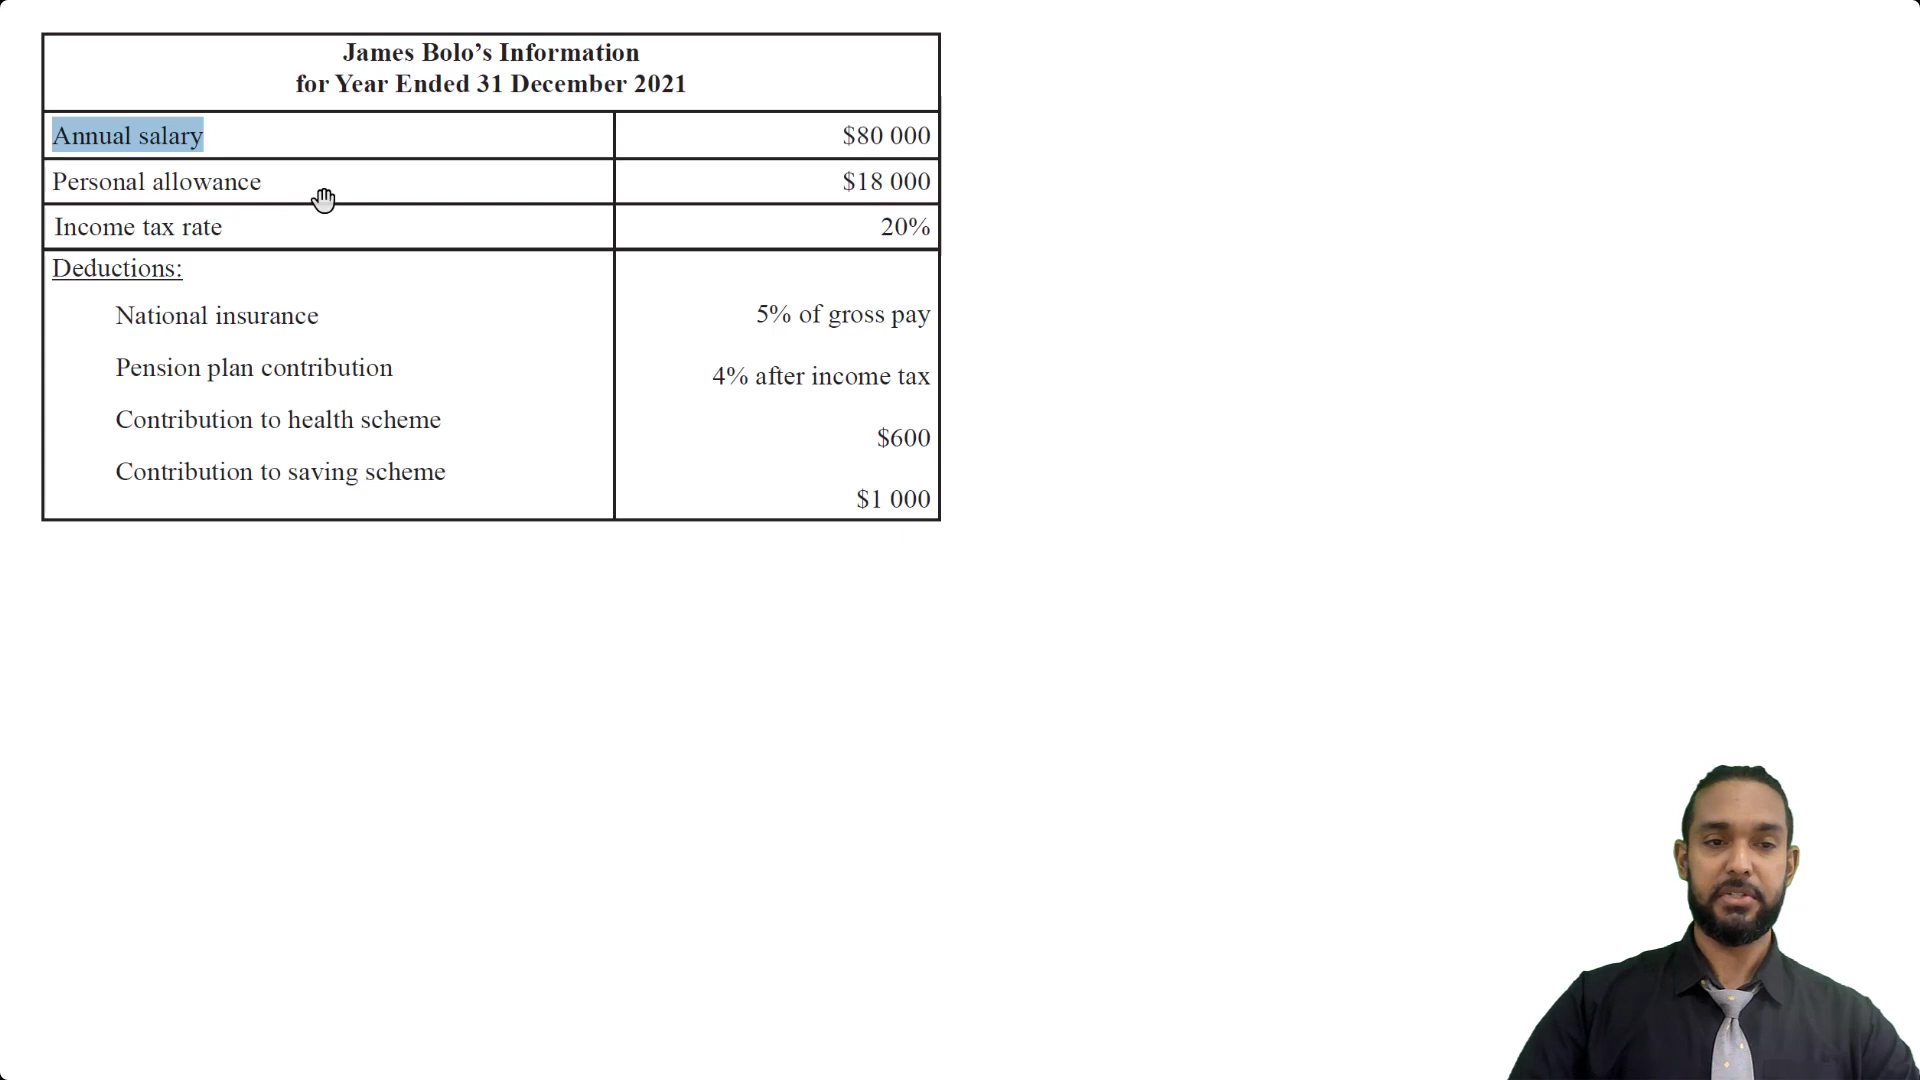 James Bolo’s Information
for Year Ended 31 December 2021
Annual salary $80 000
Personal allowance $18 000
Income tax rate 20%
Deductions:
National insurance 5% of gross pay
Pension plan contribution 4% after income tax
Contribution to health scheme $600
Contribution to saving scheme $1 000